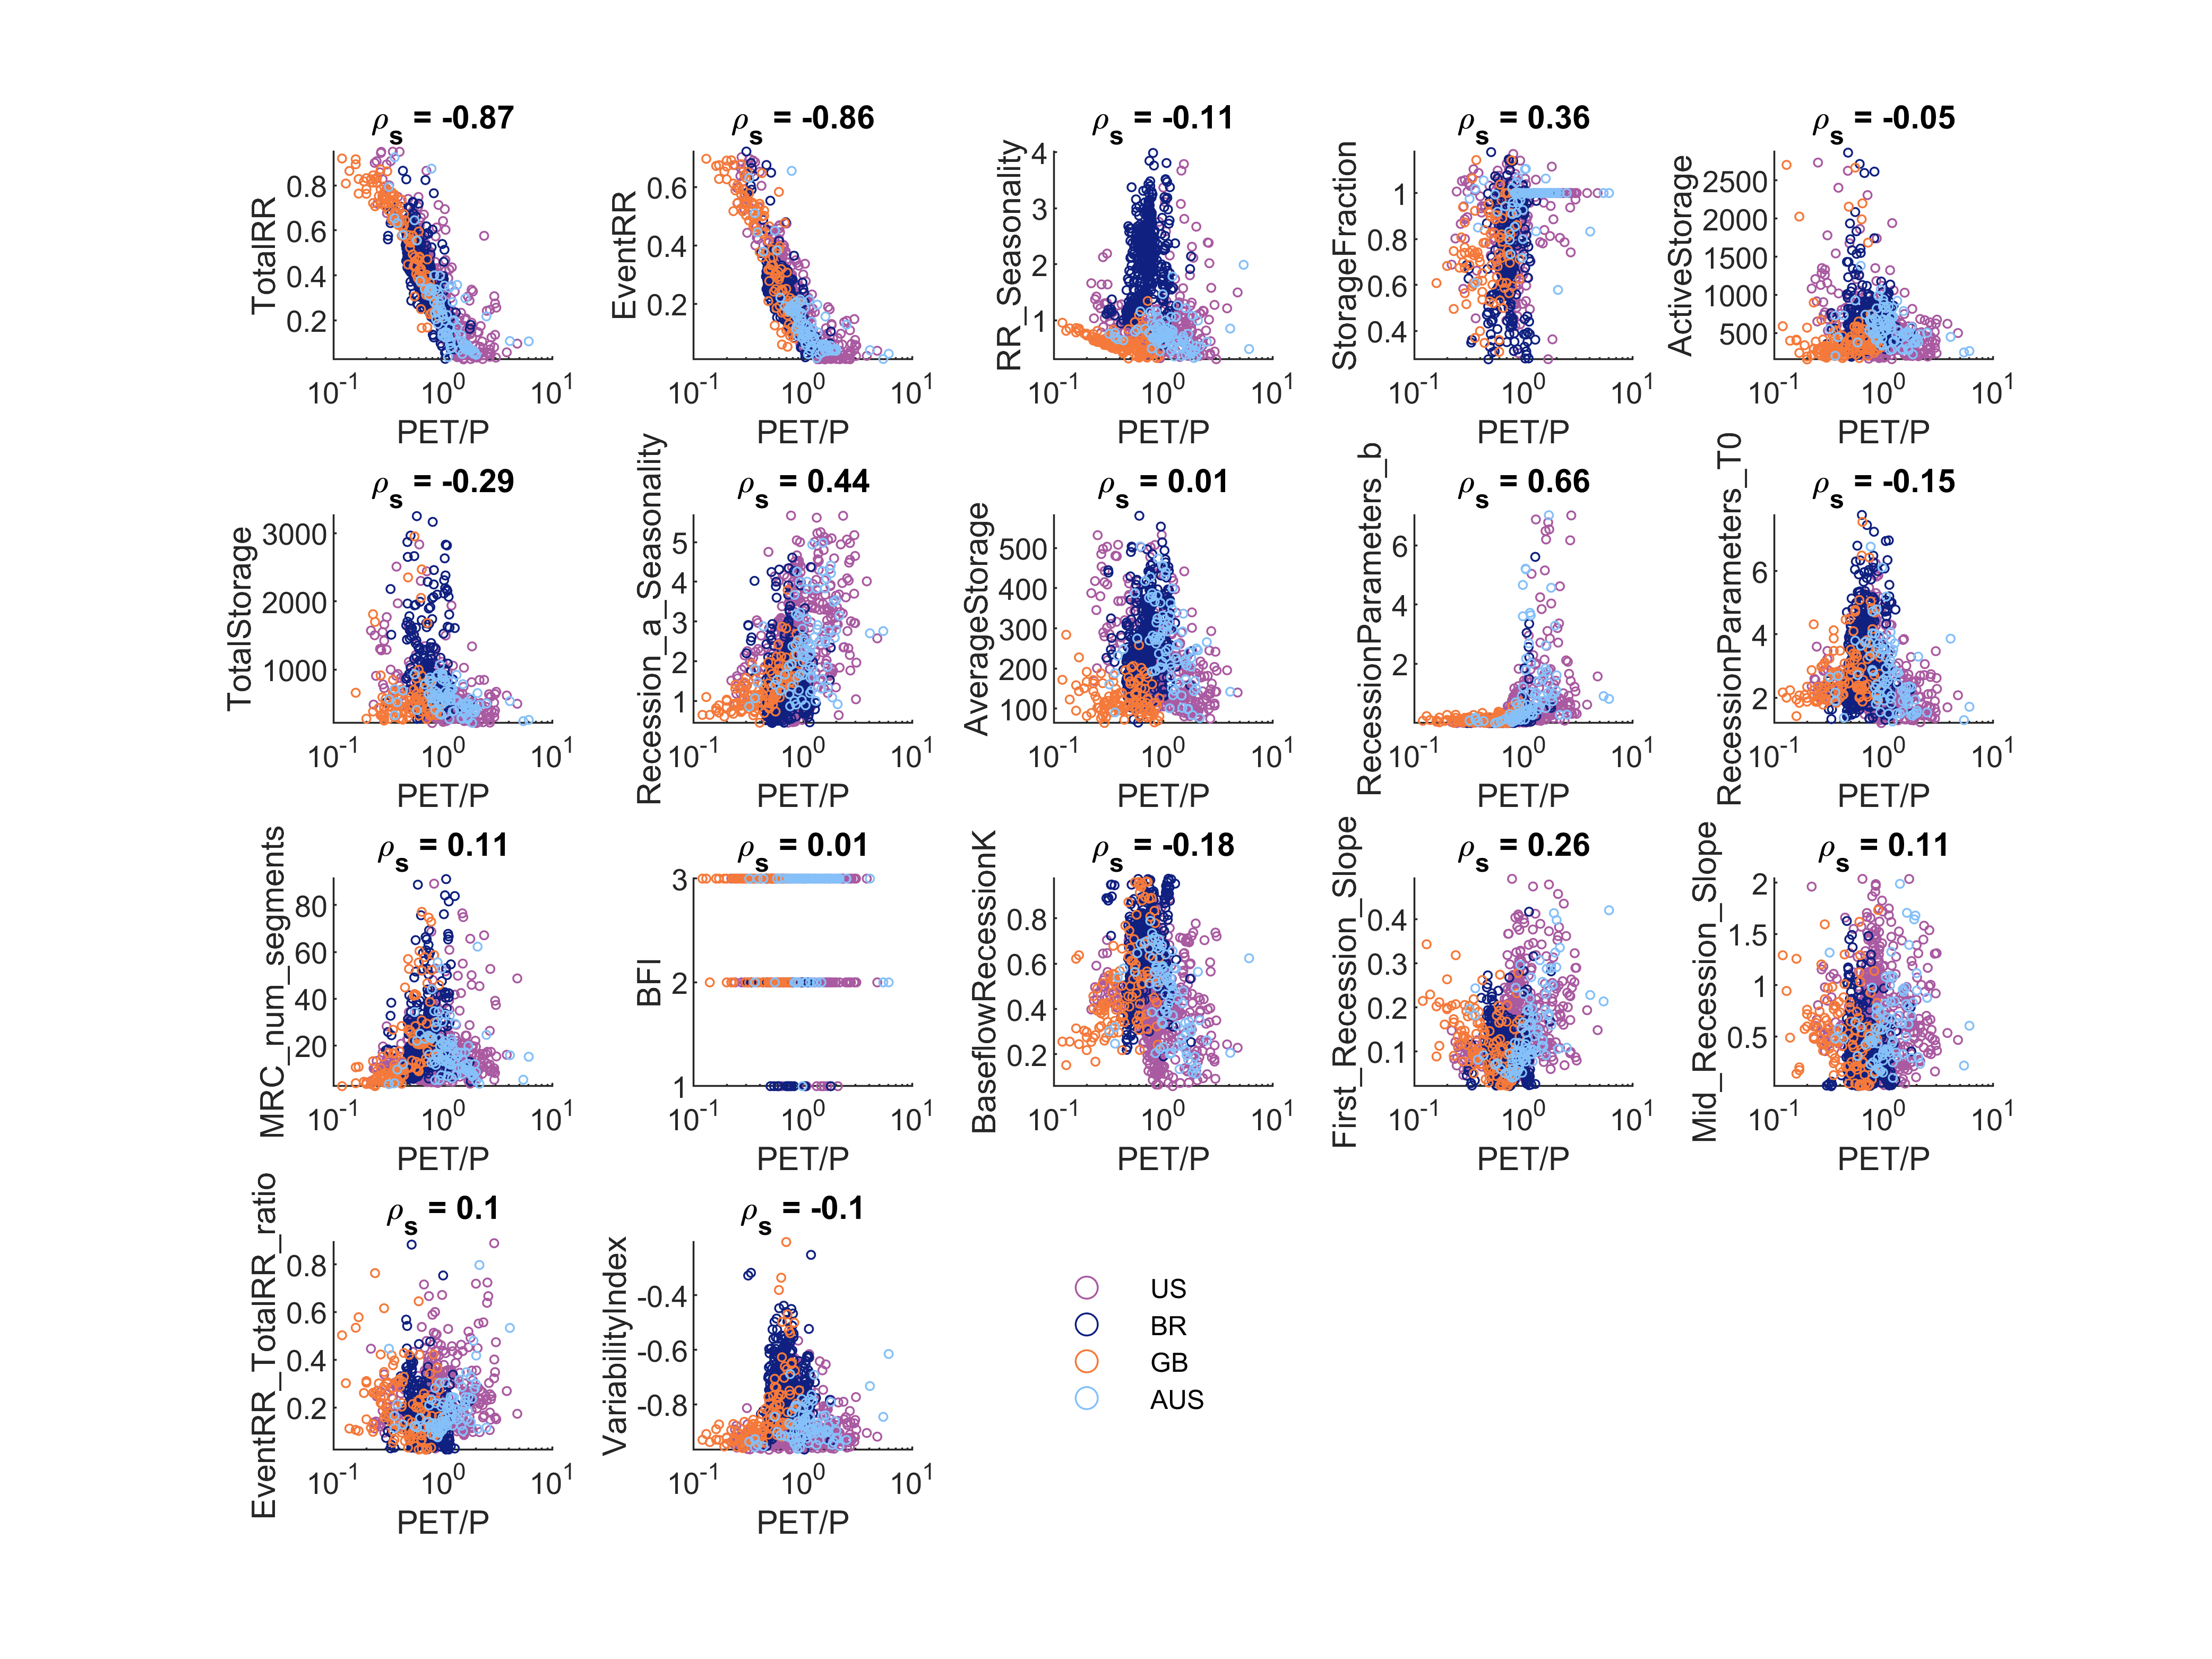 ρs = -0.87
TotalRR
0.8
0.6
0.4
0.2
10-1
100
101
PET/P
ρs = -0.86
EventRR
0.6
0.4
0.2
10-1
100
101
PET/P
ρs = -0.11
RR_Seasonality
4
3
2
1
10-1
100
101
PET/P
ρs = 0.36
StorageFraction
1
0.8
0.6
0.4
10-1
100
101
PET/P
ρs = -0.05
ActiveStorage
2500
2000
1500
1000
500
10-1
100
101
PET/P
ρs = -0.29
TotalStorage
3000
2000
1000
10-1
100
101
PET/P
ρs = 0.44
Recession_a_Seasonality
5
4
3
2
1
10-1
100
101
PET/P
ρs = 0.01
AverageStorage
500
400
300
200
100
10-1
100
101
PET/P
ρs = 0.66
RecessionParameters_b
6
4
2
10-1
100
101
PET/P
ρs = -0.15
RecessionParameters_T0
6
4
2
10-1
100
101
PET/P
ρs = 0.11
MRC_num_segments
80
60
40
20
10-1
100
101
PET/P
ρs = 0.01
BFI
3
2
1
10-1
100
101
PET/P
ρs = -0.18
BaseflowRecessionK
0.8
0.6
0.4
0.2
10-1
100
101
PET/P
ρs = 0.26
First_Recession_Slope
0.4
0.3
0.2
0.1
10-1
100
101
PET/P
ρs = 0.11
Mid_Recession_Slope
2
1.5
1
0.5
10-1
100
101
PET/P
ρs = 0.1
EventRR_TotalRR_ratio
0.8
0.6
0.4
0.2
10-1
100
101
PET/P
ρs = -0.1
VariabilityIndex
-0.4
-0.6
-0.8
10-1
100
101
PET/P
US
BR
GB
AUS